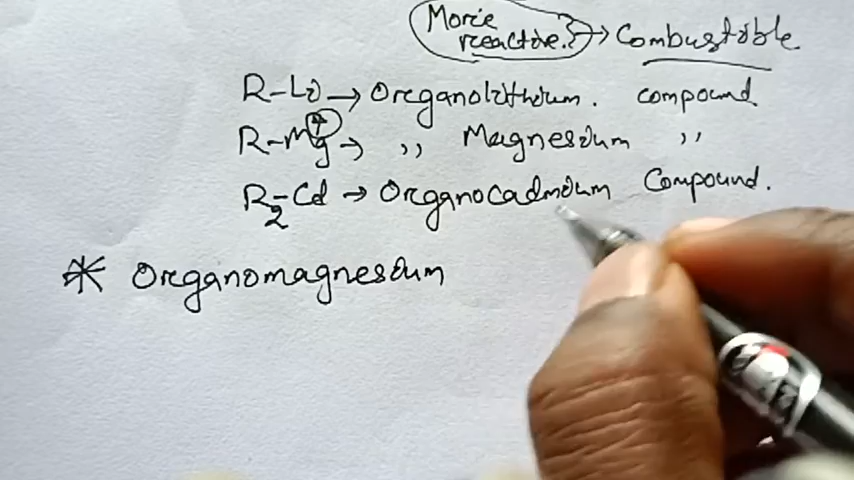 More
reactive. → Combustible.
R-Li → Organolithium. compound
R-Mg → ,, Magnesium ,,
R2-Cd → Organocadmium Compound.
* Organomagnesium